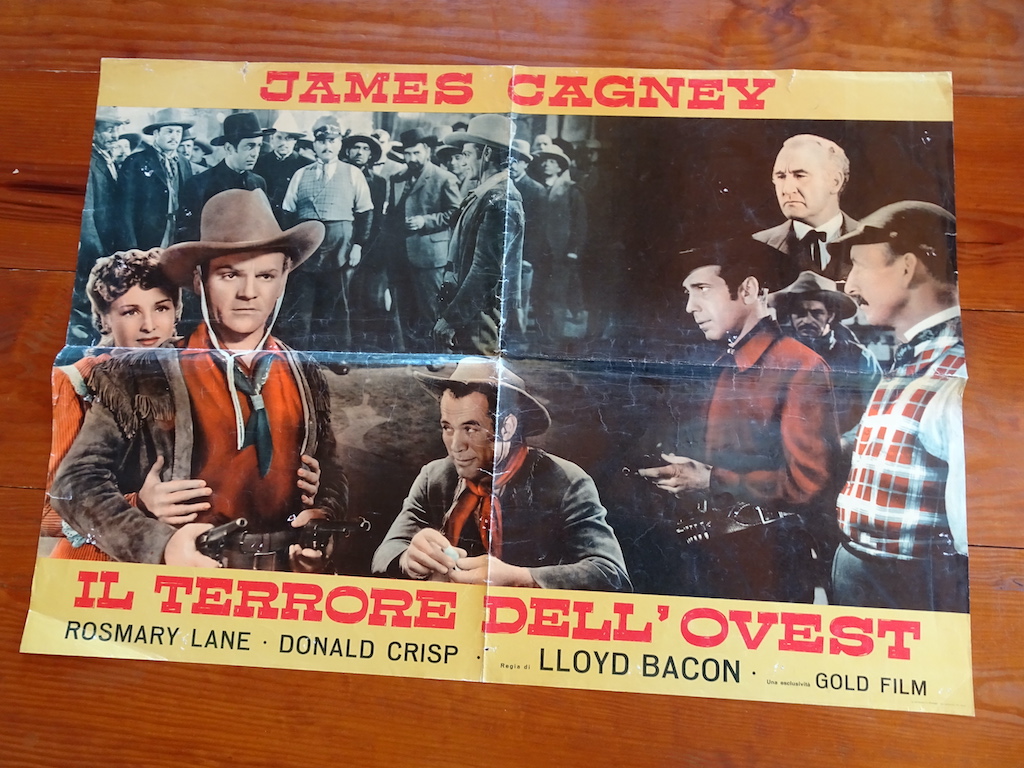 JAMES CAGNEY
IL TERRORE DELL'OVEST
ROSMARY LANE · DONALD CRISP · Regia di LLOYD BACON · Una esclusività GOLD FILM